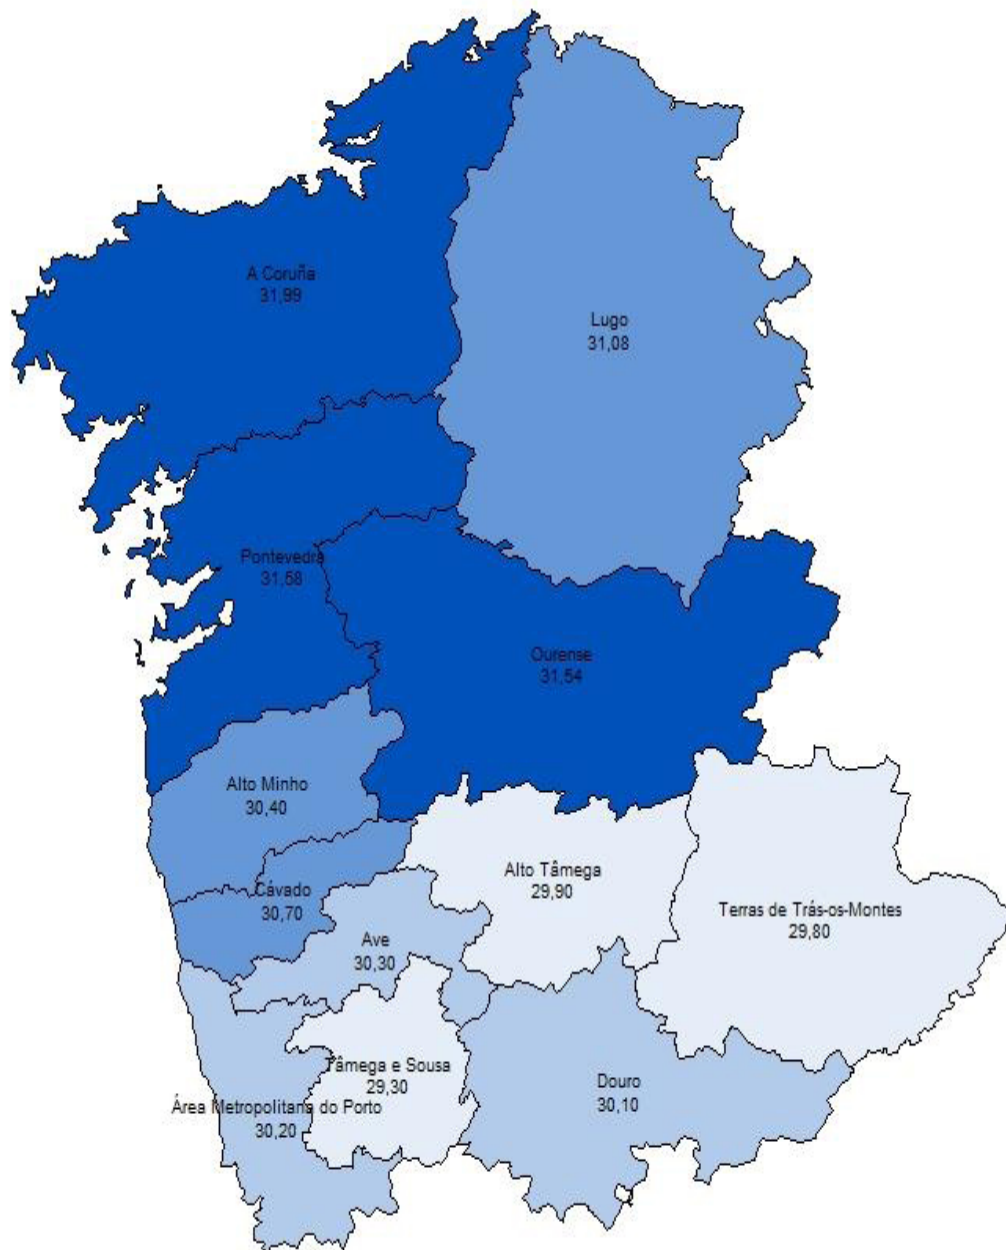 A Coruña
31,99
Lugo
31,08
Pontevedra
31,58
Ourense
31,54
Alto Minho
30,40
Cávado
30,70
Alto Tâmega
29,90
Terras de Trás-os-Montes
29,80
Ave
30,30
Tâmega e Sousa
29,30
Douro
30,10
Área Metropolitana do Porto
30,20